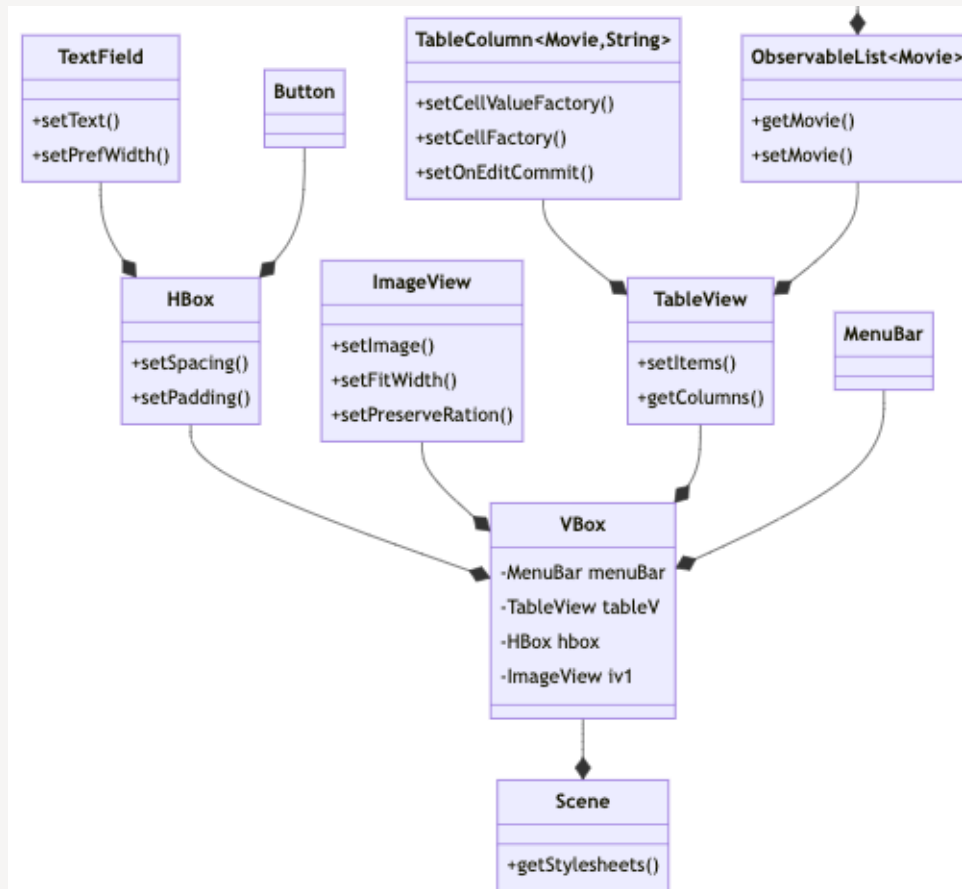 TextField
+setText()
+setPrefWidth()
Button
TableColumn<Movie,String>
+setCellValueFactory()
+setCellFactory()
+setOnEditCommit()
ObservableList<Movie>
+getMovie()
+setMovie()
HBox
+setSpacing()
+setPadding()
ImageView
+setImage()
+setFitWidth()
+setPreserveRation()
TableView
+setItems()
+getColumns()
MenuBar
VBox
-MenuBar menuBar
-TableView tableV
-HBox hbox
-ImageView iv1
Scene
+getStylesheets()